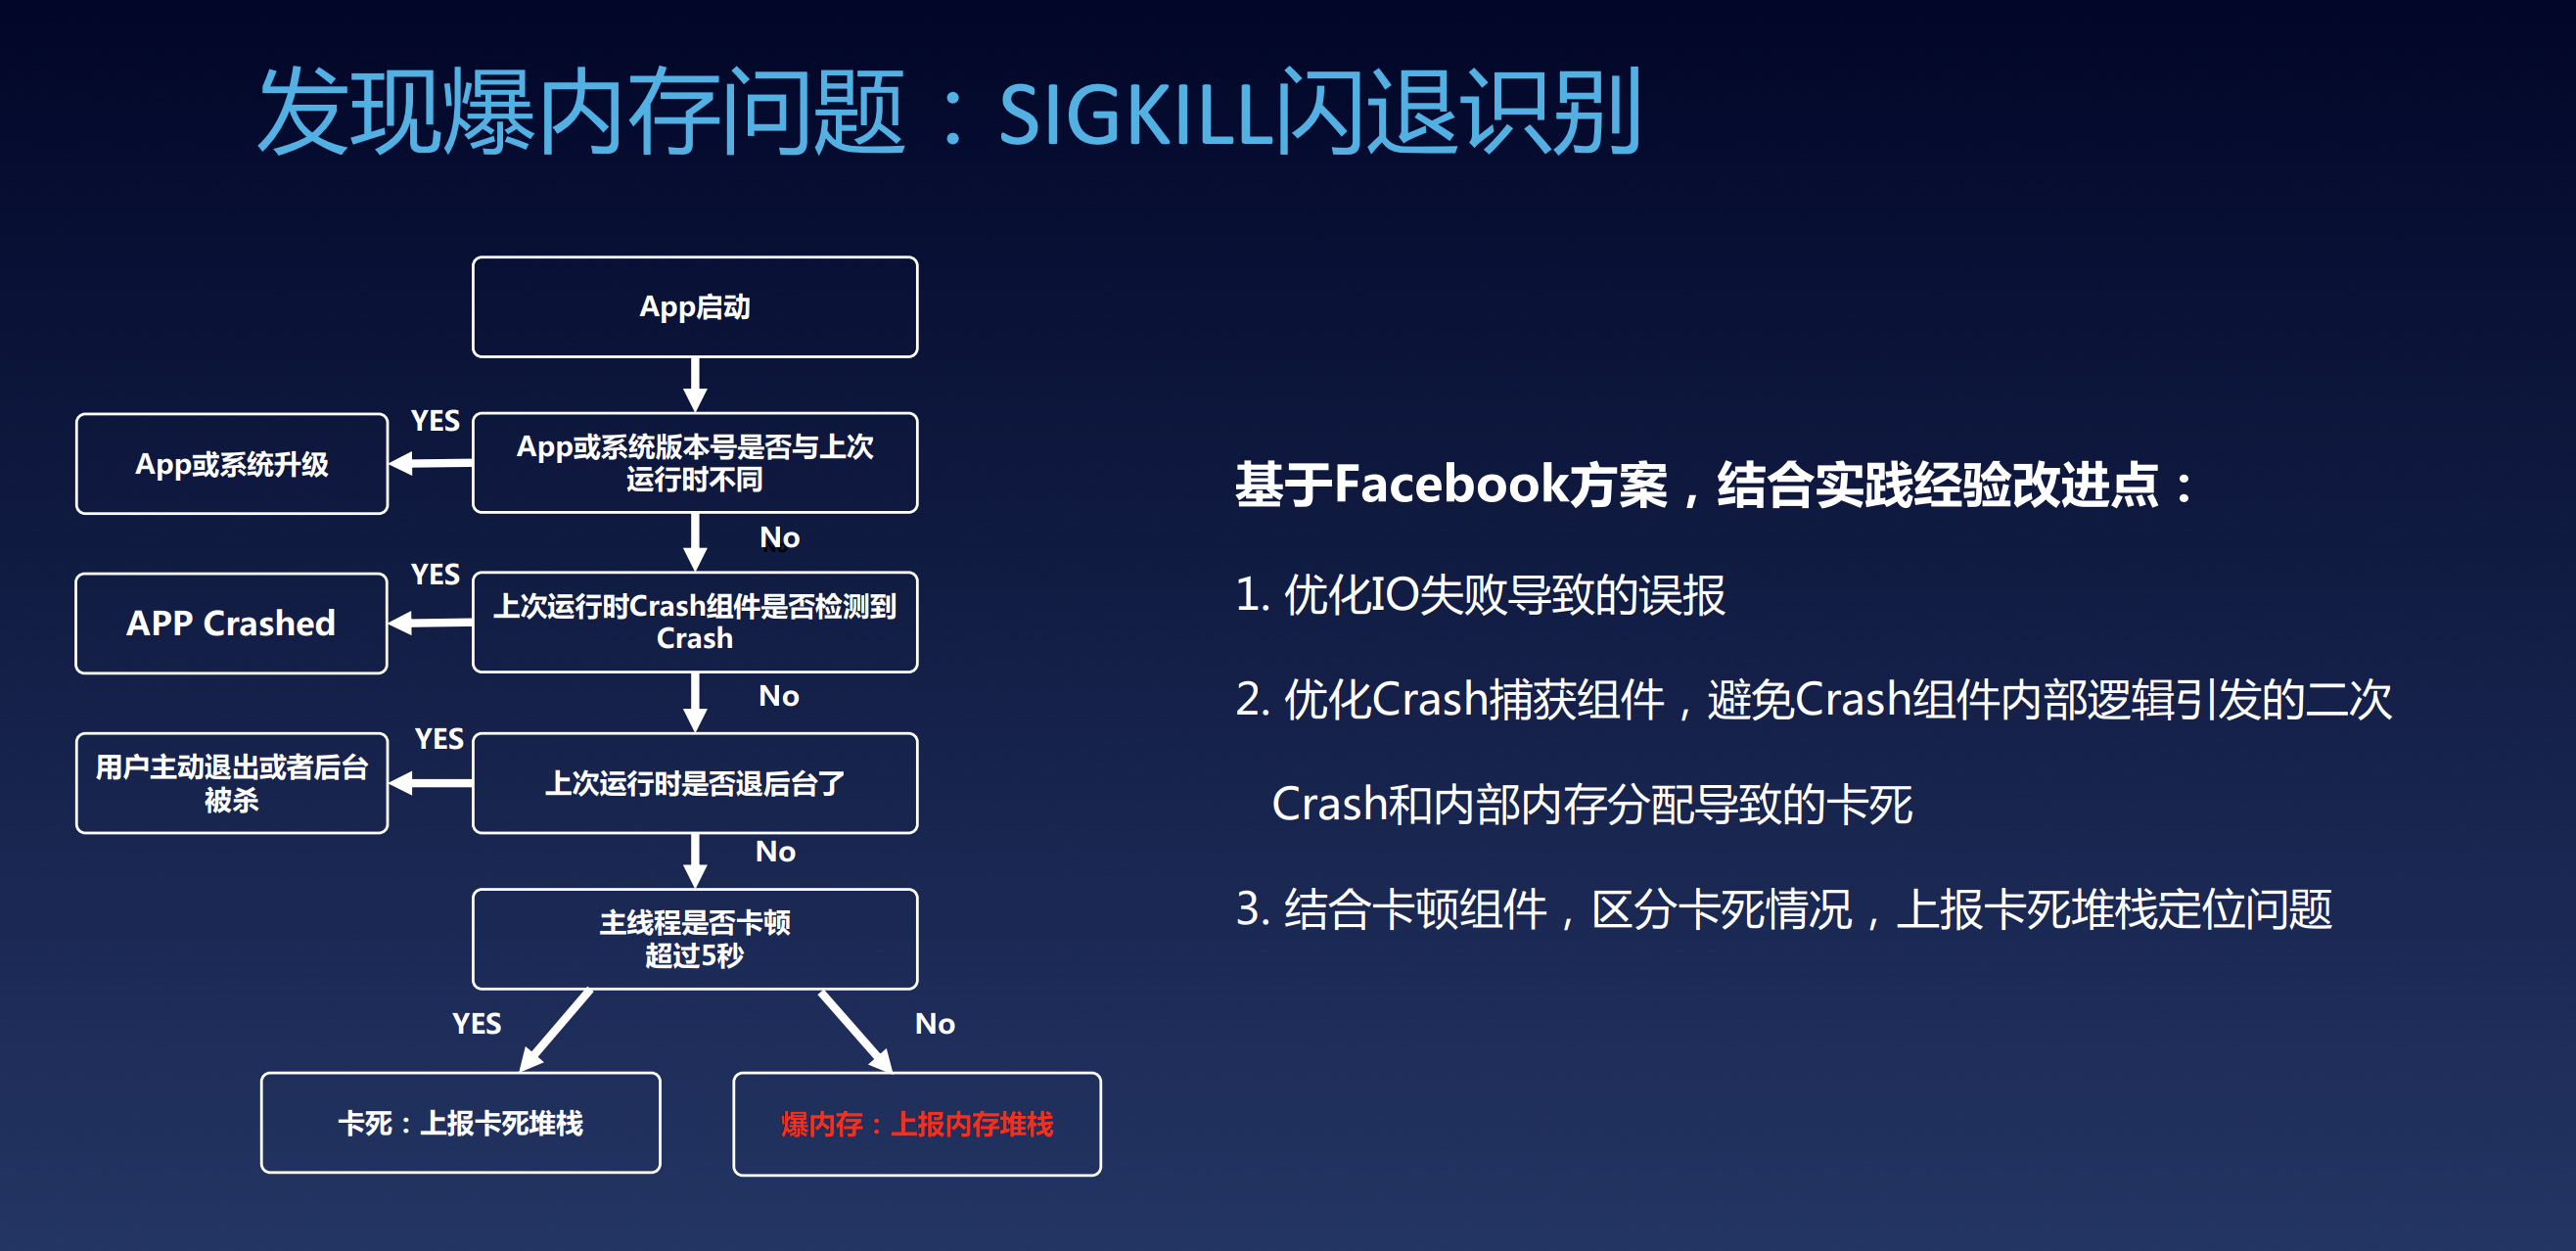 发现爆内存问题：SIGKILL闪退识别
App启动
YES
App或系统升级
App或系统版本号是否与上次
运行时不同
No
YES
APP Crashed
上次运行时Crash组件是否检测到
Crash
No
YES
用户主动退出或者后台
被杀
上次运行时是否退后台了
No
主线程是否卡顿
超过5秒
YES
No
卡死：上报卡死堆栈
爆内存：上报内存堆栈
基于Facebook方案，结合实践经验改进点：
1. 优化IO失败导致的误报
2. 优化Crash捕获组件，避免Crash组件内部逻辑引发的二次
Crash和内部内存分配导致的卡死
3. 结合卡顿组件，区分卡死情况，上报卡死堆栈定位问题